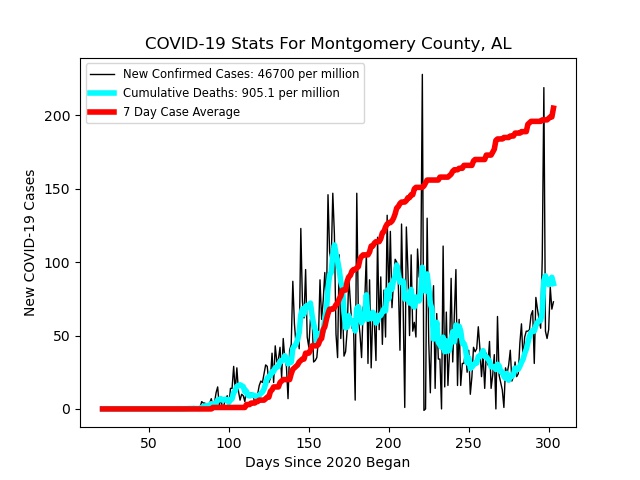 COVID-19 Stats For Montgomery County, AL
New Confirmed Cases: 46700 per million
Cumulative Deaths: 905.1 per million
7 Day Case Average
200
150
100
50
0
New COVID-19 Cases
50 100 150 200 250 300
Days Since 2020 Began